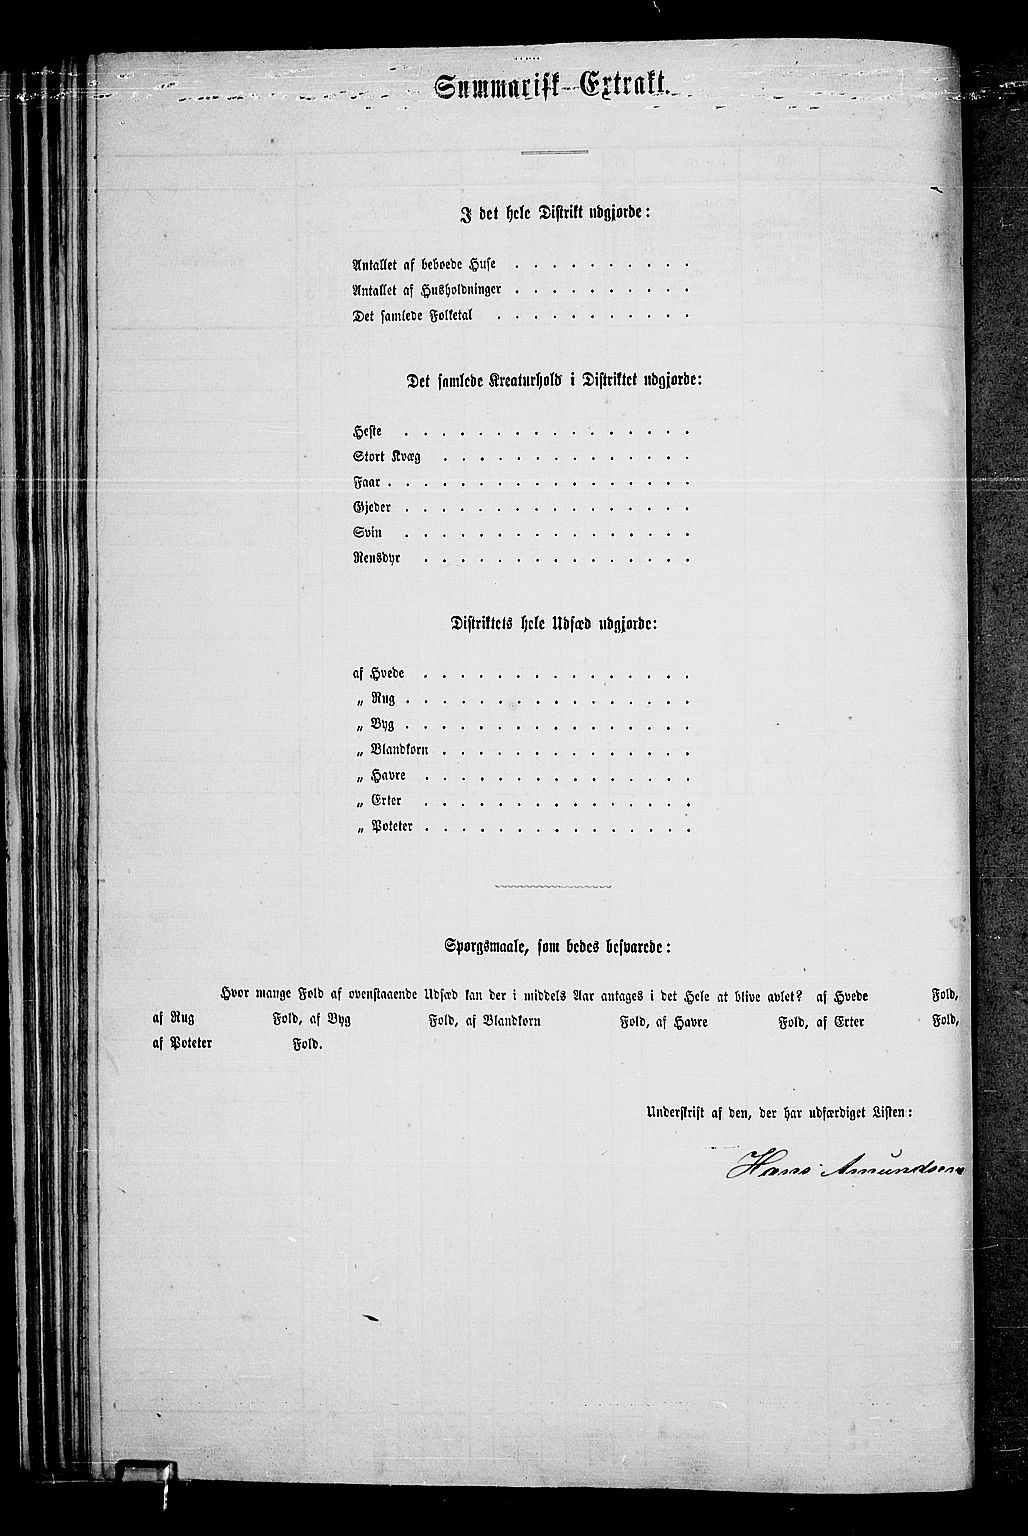 Summarisk Extrakt.
I det hele Distrikt udgjorde:
Antallet af beboede Huse . . . . . . . . . .
Antallet af Husholdninger . . . . . . . . . .
Det samlede Folketal . . . . . . . . . . .
Det samlede Kreaturhold i Distriktet udgjorde:
Heste . . . . . . . . . . . . . . . .
Stort Kvæg . . . . . . . . . . . . . .
Faar . . . . . . . . . . . . . . . . .
Gjeder . . . . . . . . . . . . . . . .
Svin . . . . . . . . . . . . . . . .
Rensdyr . . . . . . . . . . . . . . .
Distriktets hele Udsæd udgjorde:
af Hvede . . . . . . . . . . . . . . .
„ Rug . . . . . . . . . . . . . . . .
„ Byg . . . . . . . . . . . . . . . .
„ Blandkorn . . . . . . . . . . . . . .
„ Havre . . . . . . . . . . . . . . .
„ Erter . . . . . . . . . . . . . . .
„ Poteter . . . . . . . . . . . . . . .
Spørgsmaale, som bedes besvarede:
Hvor mange Fold af ovenstaaende Udsæd kan der i middels Aar antages i det Hele at blive avlet? af Hvede Fold,
af Rug Fold, af Byg Fold, af Blandkorn Fold, af Havre Fold, af Erter Fold,
af Poteter Fold.
Underskrift af den, der har udfærdiget Listen:
Hans Amundsen